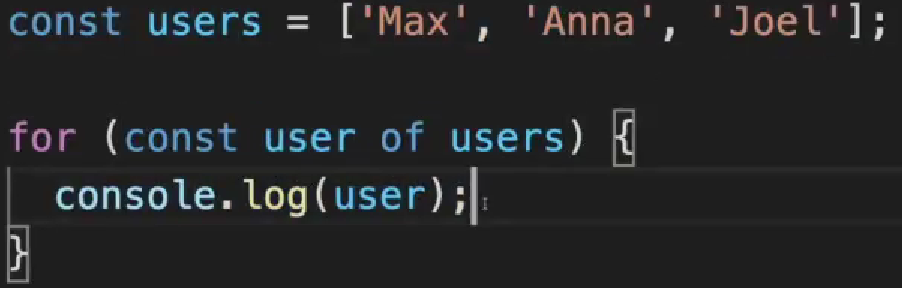 const users = ['Max', 'Anna', 'Joel'];
for (const user of users) {
  console.log(user);
}